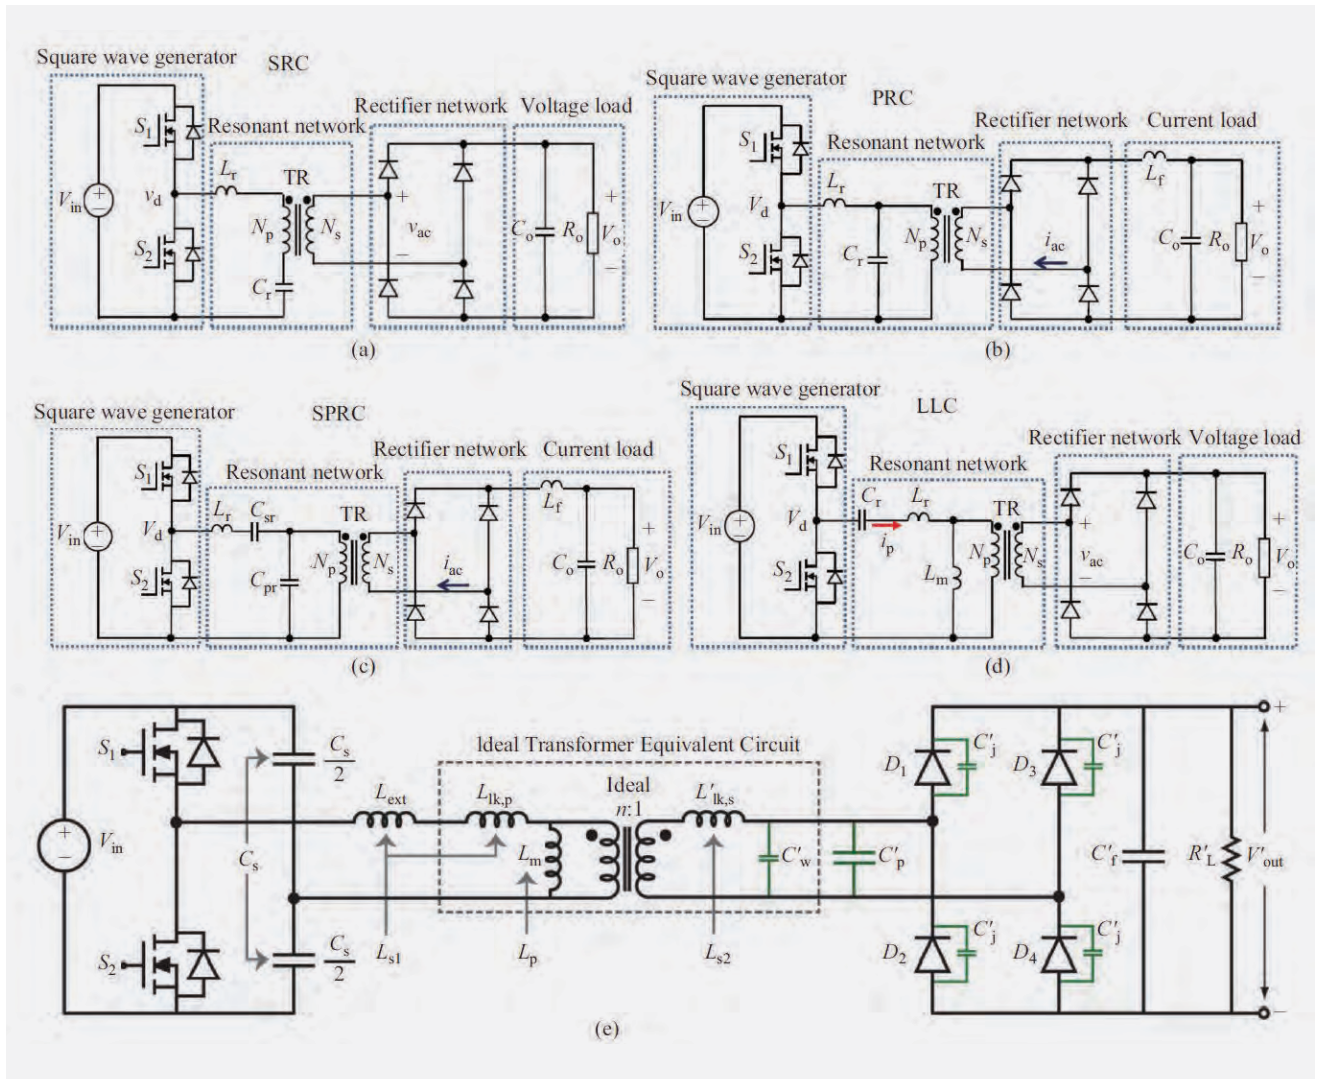 SRC
Square wave generator
Rectifier network
Voltage load
Resonant network
S1
Lr
TR
Vin
vd
Np
Ns
+
vac
−
Co
Ro
+
Vo
−
S2
Cr
(a)
PRC
Square wave generator
Rectifier network
Current load
Resonant network
S1
Lr
TR
Lf
Vin
Vd
Np
Ns
Cr
iac
Co
Ro
+
Vo
−
S2
(b)
SPRC
Square wave generator
Rectifier network
Current load
Resonant network
S1
Lr
Csr
TR
Lf
Vin
Vd
Np
Ns
Cpr
iac
Co
Ro
+
Vo
−
S2
(c)
LLC
Square wave generator
Rectifier network
Voltage load
Resonant network
S1
Cr
Lr
TR
Vin
Vd
ip
Np
Ns
Lm
+
vac
−
Co
Ro
+
Vo
−
S2
(d)
Ideal Transformer Equivalent Circuit
S1
Cs
2
Lext
Llk,p
Ideal
n:1
L′lk,s
D1
C′j
D3
C′j
+
Vin
Cs
Lm
C′w
C′p
C′f
R′L
V′out
S2
Cs
2
Ls1
Lp
Ls2
D2
C′j
D4
C′j
−
(e)